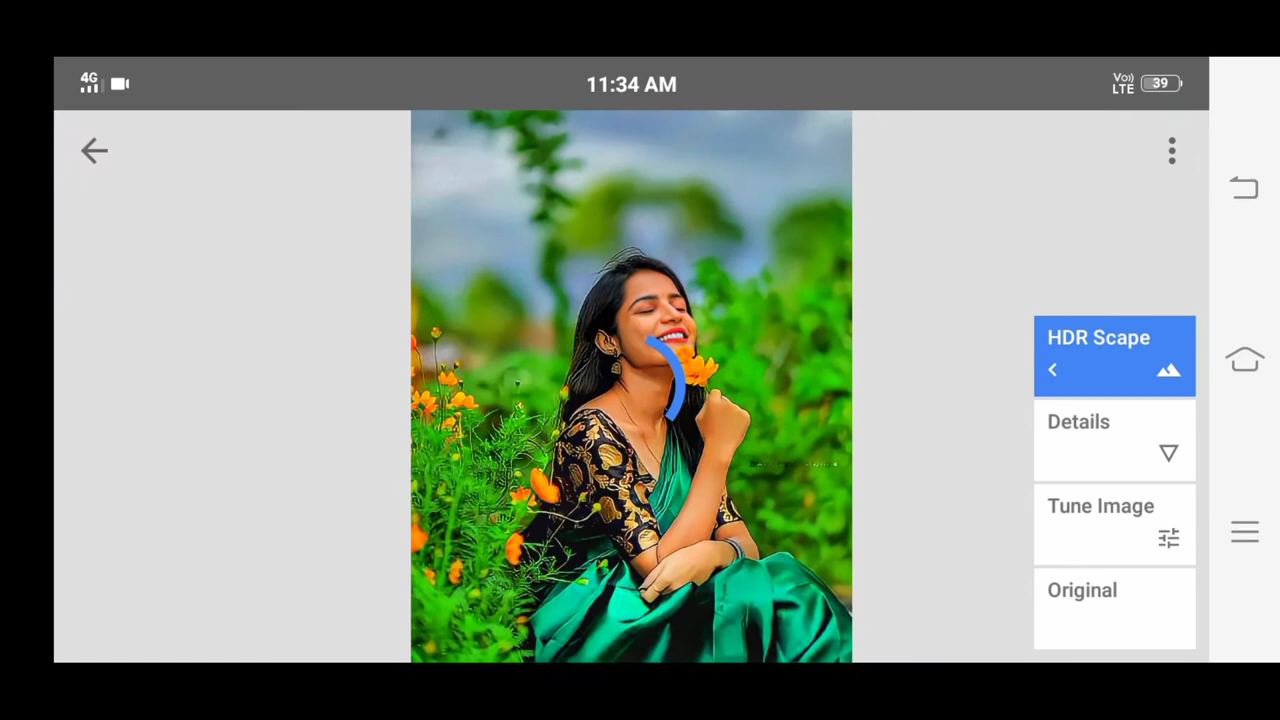 4G
11:34 AM
Vo))
LTE
39
HDR Scape
Details
Tune Image
Original